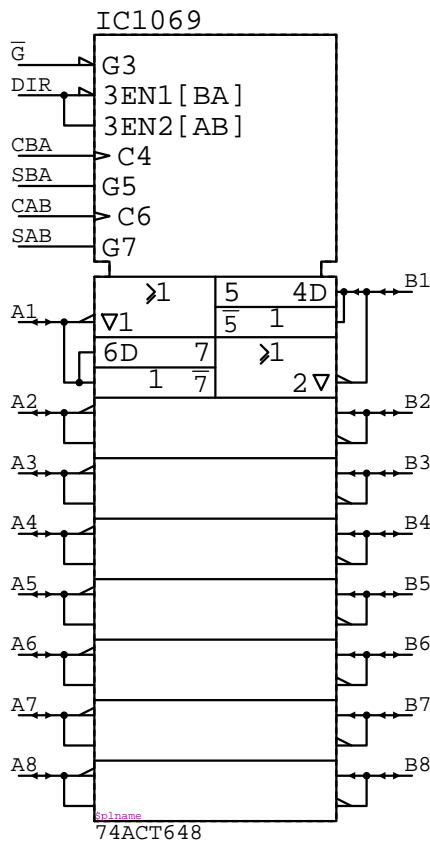 IC1069
G̅ G3
DIR 3EN1[BA]
3EN2[AB]
CBA C4
SBA G5
CAB C6
SAB G7
≥1 5 4D B1
A1 ▽1 5̅ 1
6D 7 ≥1
1 7̅ 2▽
A2 B2
A3 B3
A4 B4
A5 B5
A6 B6
A7 B7
A8 B8
Splname
74ACT648